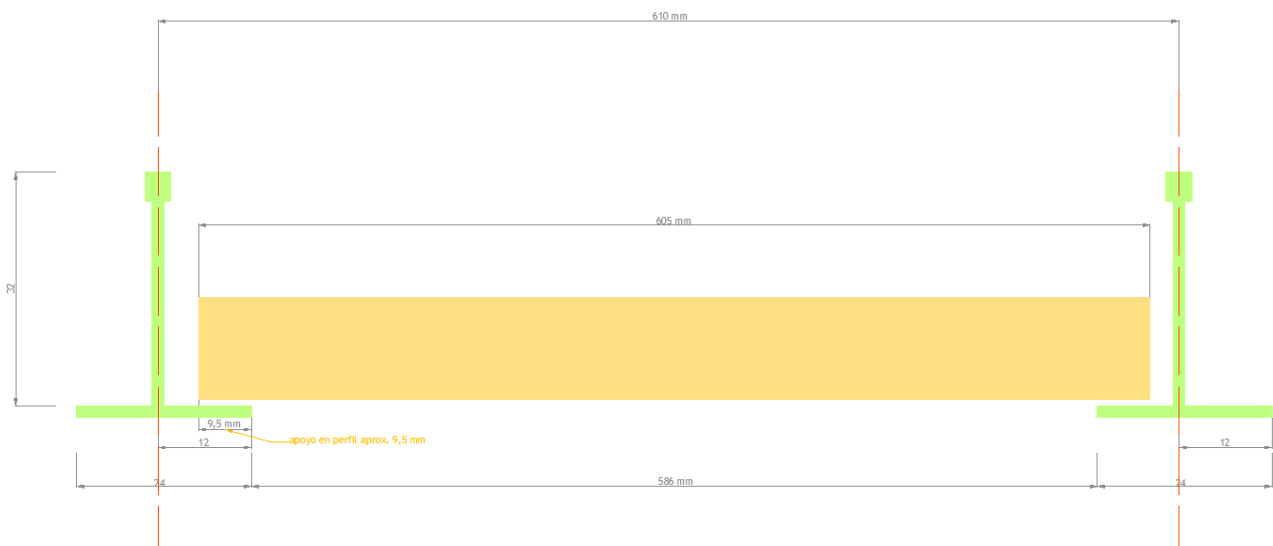 610 mm
605 mm
32
9,5 mm
apoyo en perfil aprox. 9,5 mm
12
12
24
586 mm
24